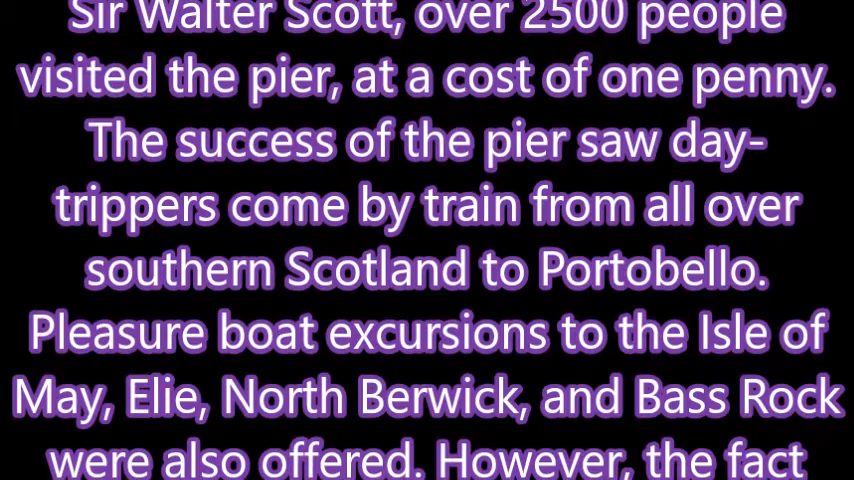 Sir Walter Scott, over 2500 people
visited the pier, at a cost of one penny.
The success of the pier saw day-
trippers come by train from all over
southern Scotland to Portobello.
Pleasure boat excursions to the Isle of
May, Elie, North Berwick, and Bass Rock
were also offered. However, the fact